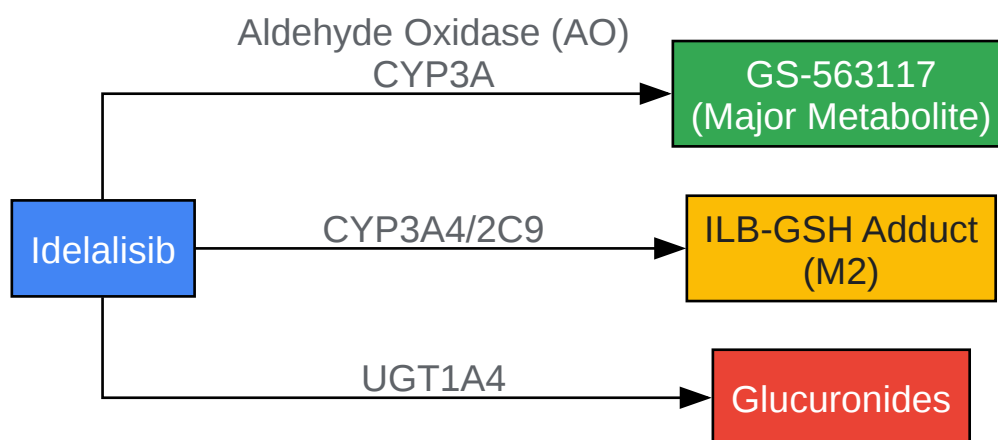 Aldehyde Oxidase (AO)
CYP3A
GS-563117
(Major Metabolite)
Idelalisib
CYP3A4/2C9
ILB-GSH Adduct
(M2)
UGT1A4
Glucuronides